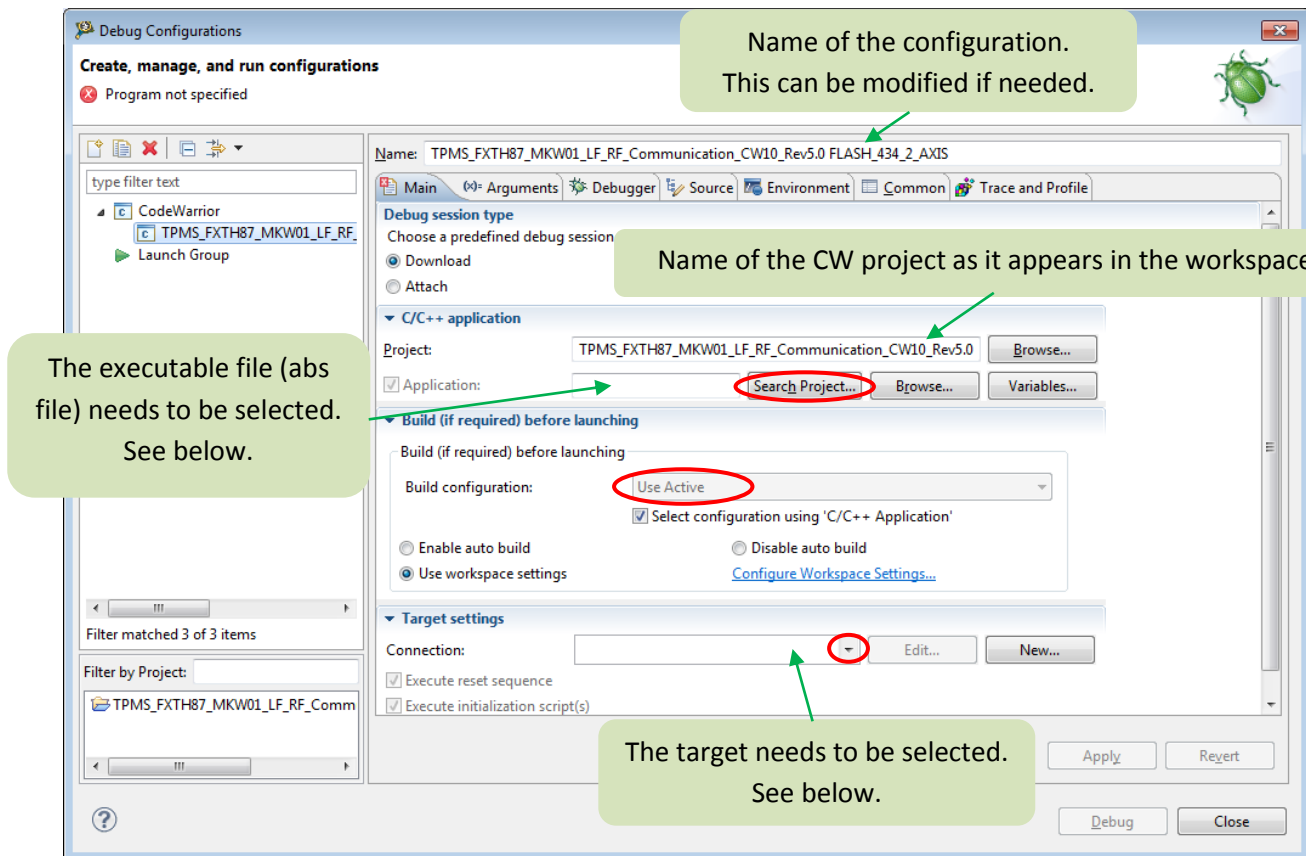 Debug Configurations
Name of the configuration.
This can be modified if needed.
Create, manage, and run configurations
Program not specified
Name: TPMS_FXTH87_MKW01_LF_RF_Communication_CW10_Rev5.0 FLASH_434_2_AXIS
type filter text
CodeWarrior
TPMS_FXTH87_MKW01_LF_RF_
Launch Group
Main (x)= Arguments Debugger Source Environment Common Trace and Profile
Debug session type
Choose a predefined debug session
Download
Attach
Name of the CW project as it appears in the workspace
C/C++ application
Project: TPMS_FXTH87_MKW01_LF_RF_Communication_CW10_Rev5.0 Browse...
Application: Search Project... Browse... Variables...
The executable file (abs
file) needs to be selected.
See below.
Build (if required) before launching
Build (if required) before launching
Build configuration: Use Active
Select configuration using 'C/C++ Application'
Enable auto build Disable auto build
Use workspace settings Configure Workspace Settings...
Filter matched 3 of 3 items
Filter by Project:
TPMS_FXTH87_MKW01_LF_RF_Comm
Target settings
Connection: Edit... New...
Execute reset sequence
Execute initialization script(s)
The target needs to be selected.
See below.
Apply Revert
? Debug Close